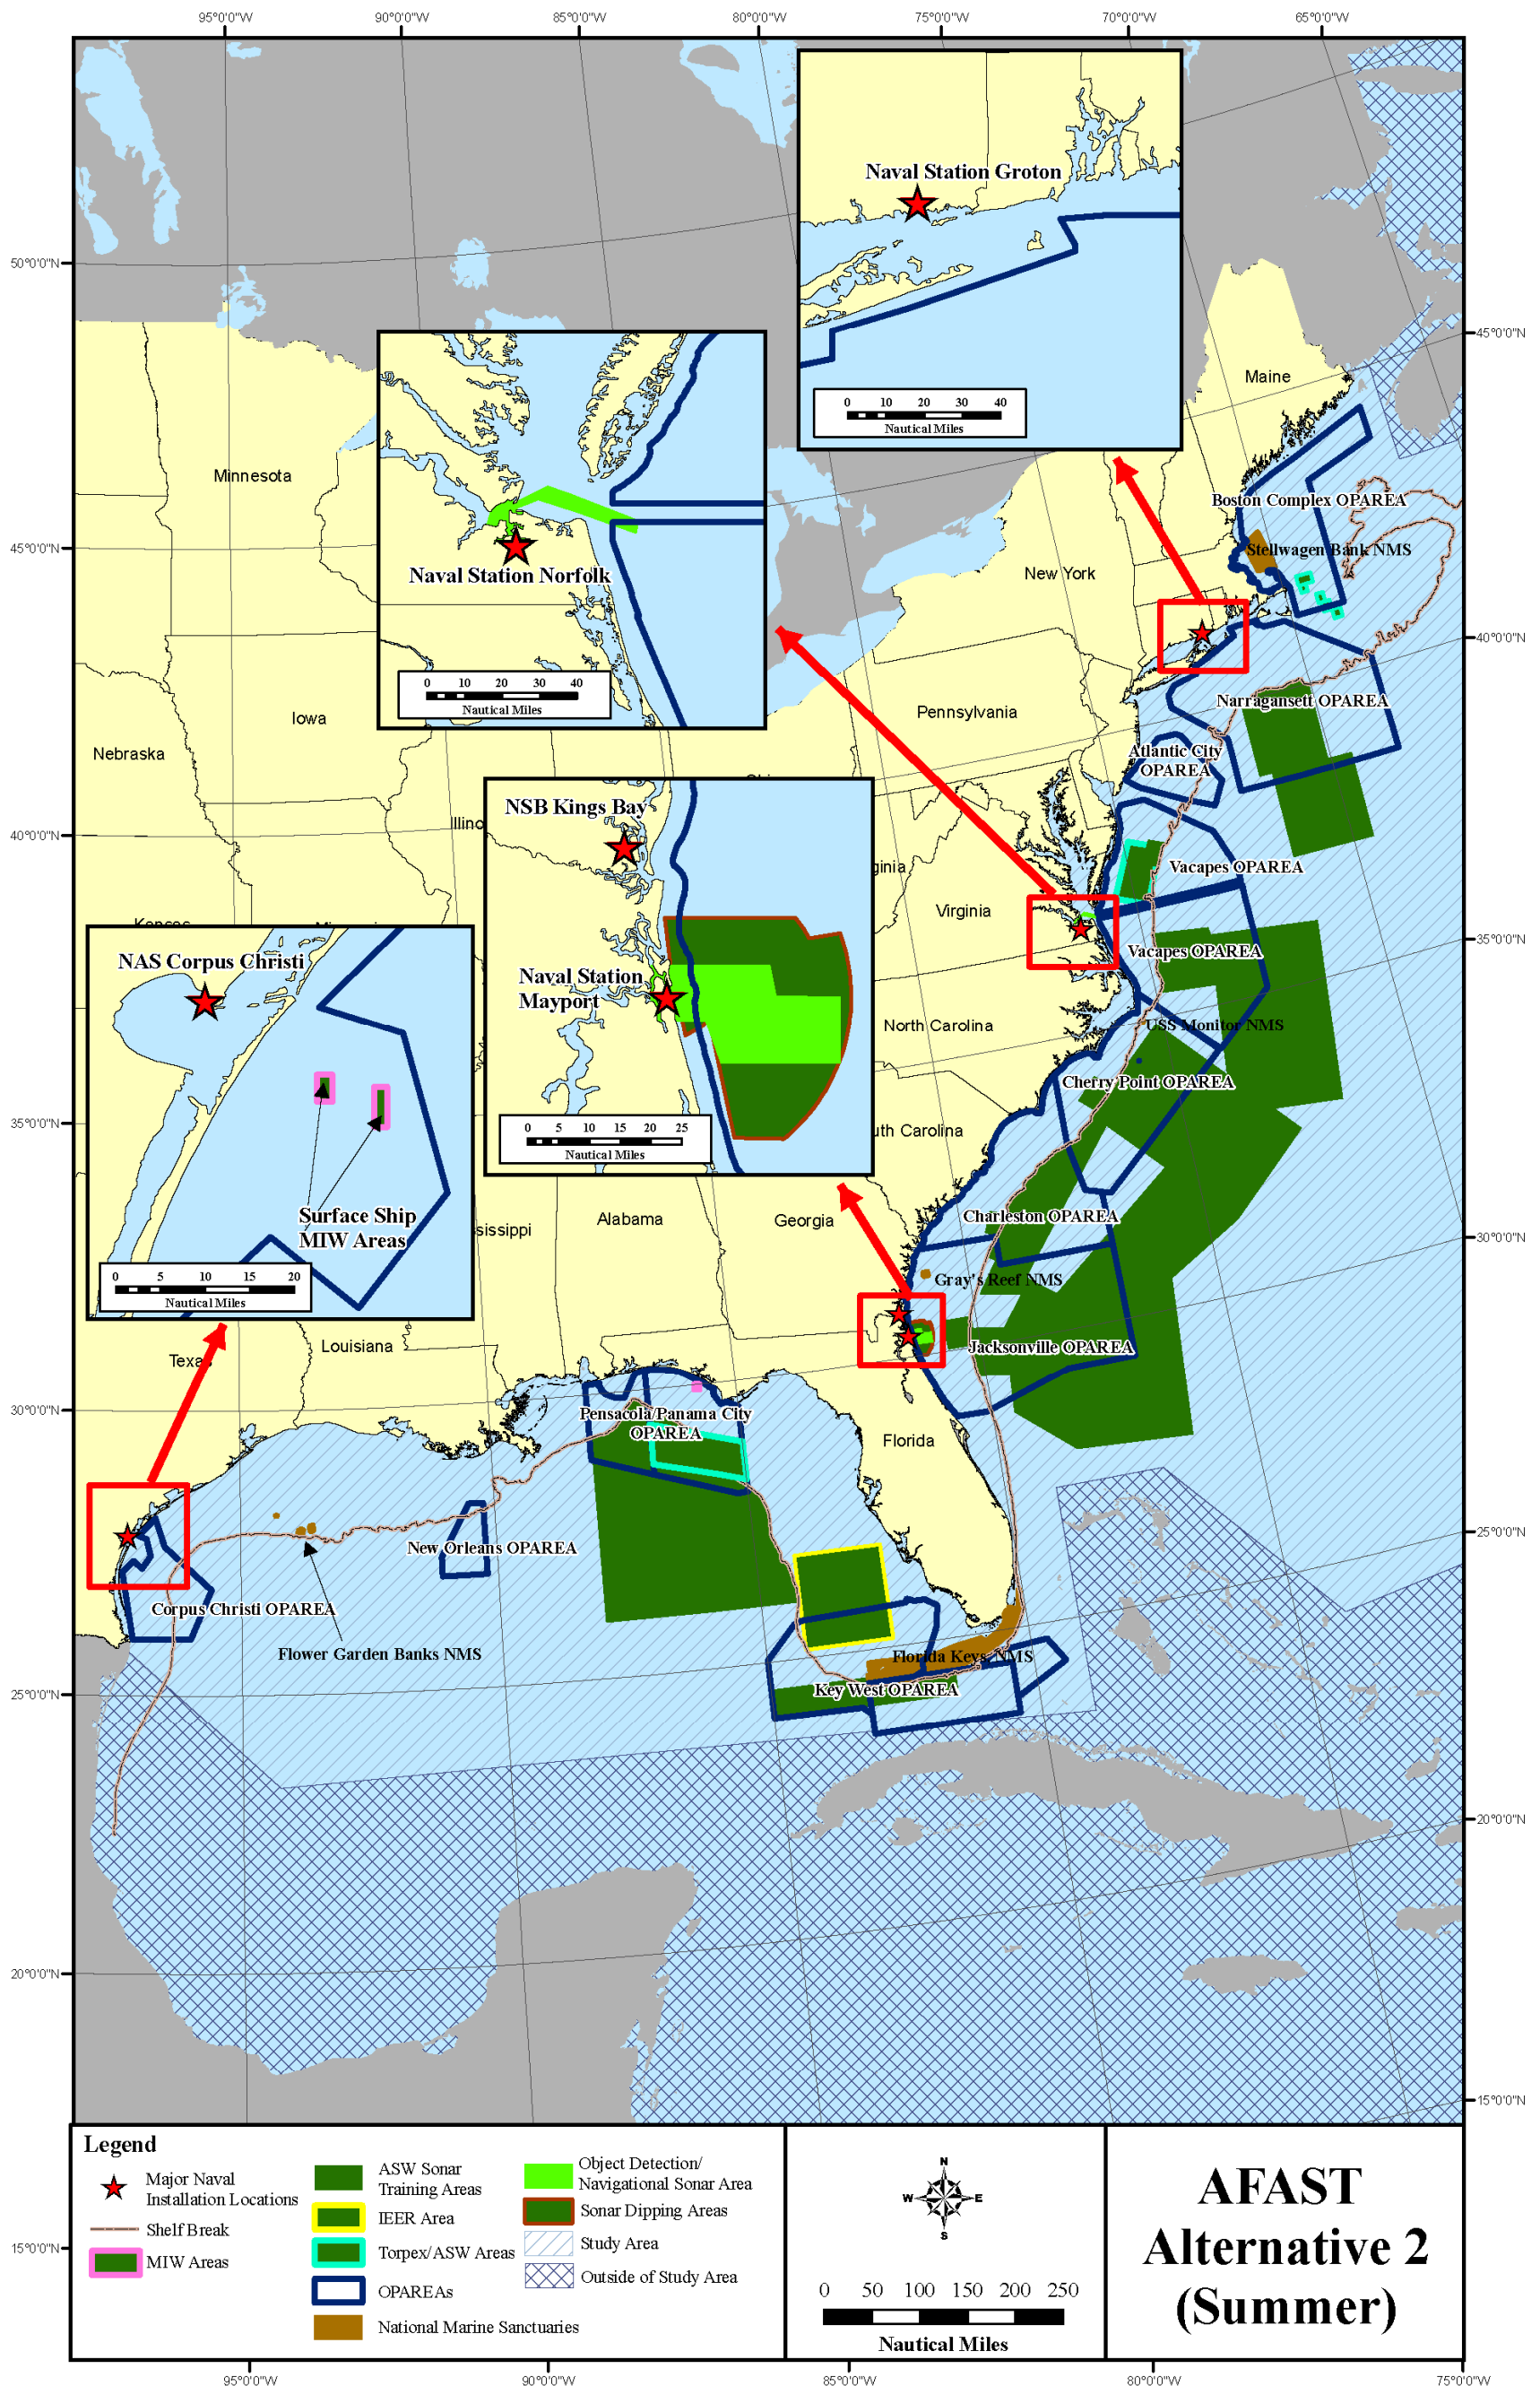 95°0'0"W
90°0'0"W
85°0'0"W
80°0'0"W
75°0'0"W
70°0'0"W
65°0'0"W
50°0'0"N
45°0'0"N
40°0'0"N
35°0'0"N
30°0'0"N
25°0'0"N
20°0'0"N
15°0'0"N
45°0'0"N
40°0'0"N
35°0'0"N
30°0'0"N
25°0'0"N
20°0'0"N
15°0'0"N
Naval Station Groton
0 10 20 30 40
Nautical Miles
Naval Station Norfolk
0 10 20 30 40
Nautical Miles
NSB Kings Bay
Naval Station
Mayport
0 5 10 15 20 25
Nautical Miles
NAS Corpus Christi
Surface Ship
MIW Areas
0 5 10 15 20
Nautical Miles
Maine
Minnesota
Boston Complex OPAREA
Stellwagen Bank NMS
New York
Narragansett OPAREA
Iowa
Pennsylvania
Nebraska
Atlantic City
OPAREA
Illino
ginia
Vacapes OPAREA
Virginia
Vacapes OPAREA
North Carolina
USS Monitor NMS
Cherry Point OPAREA
uth Carolina
Charleston OPAREA
ssissippi
Alabama
Georgia
Gray's Reef NMS
Jacksonville OPAREA
Texas
Louisiana
Pensacola/Panama City
OPAREA
Florida
New Orleans OPAREA
Corpus Christi OPAREA
Flower Garden Banks NMS
Florida Keys NMS
Key West OPAREA
Legend
Major Naval
Installation Locations
Shelf Break
MIW Areas
ASW Sonar
Training Areas
IEER Area
Torpex/ASW Areas
OPAREAs
National Marine Sanctuaries
Object Detection/
Navigational Sonar Area
Sonar Dipping Areas
Study Area
Outside of Study Area
N
W E
S
0 50 100 150 200 250
Nautical Miles
AFAST
Alternative 2
(Summer)
95°0'0"W
90°0'0"W
85°0'0"W
80°0'0"W
75°0'0"W